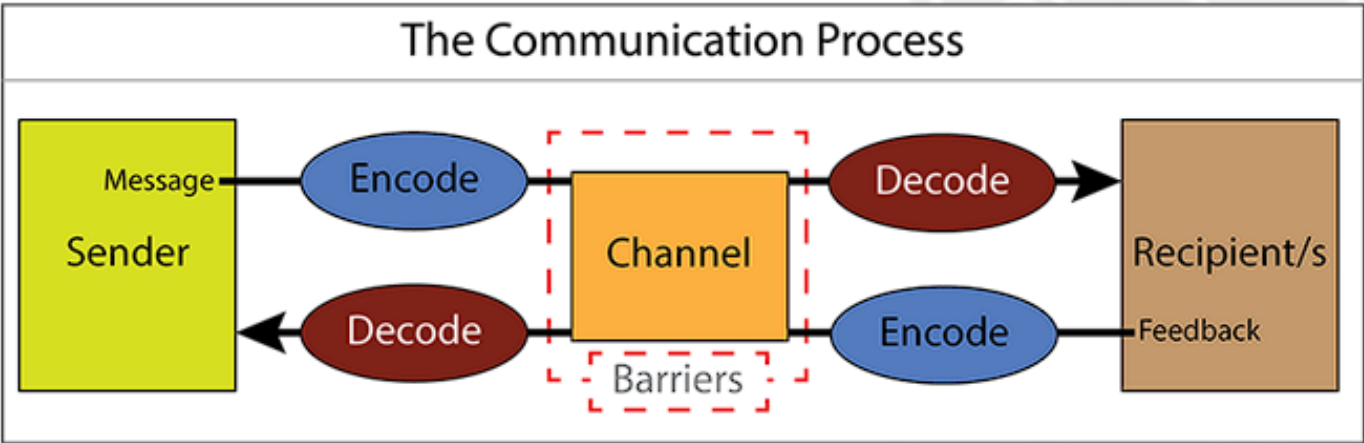 The Communication Process
Message
Encode
Decode
Sender
Channel
Recipient/s
Decode
Encode
Feedback
Barriers